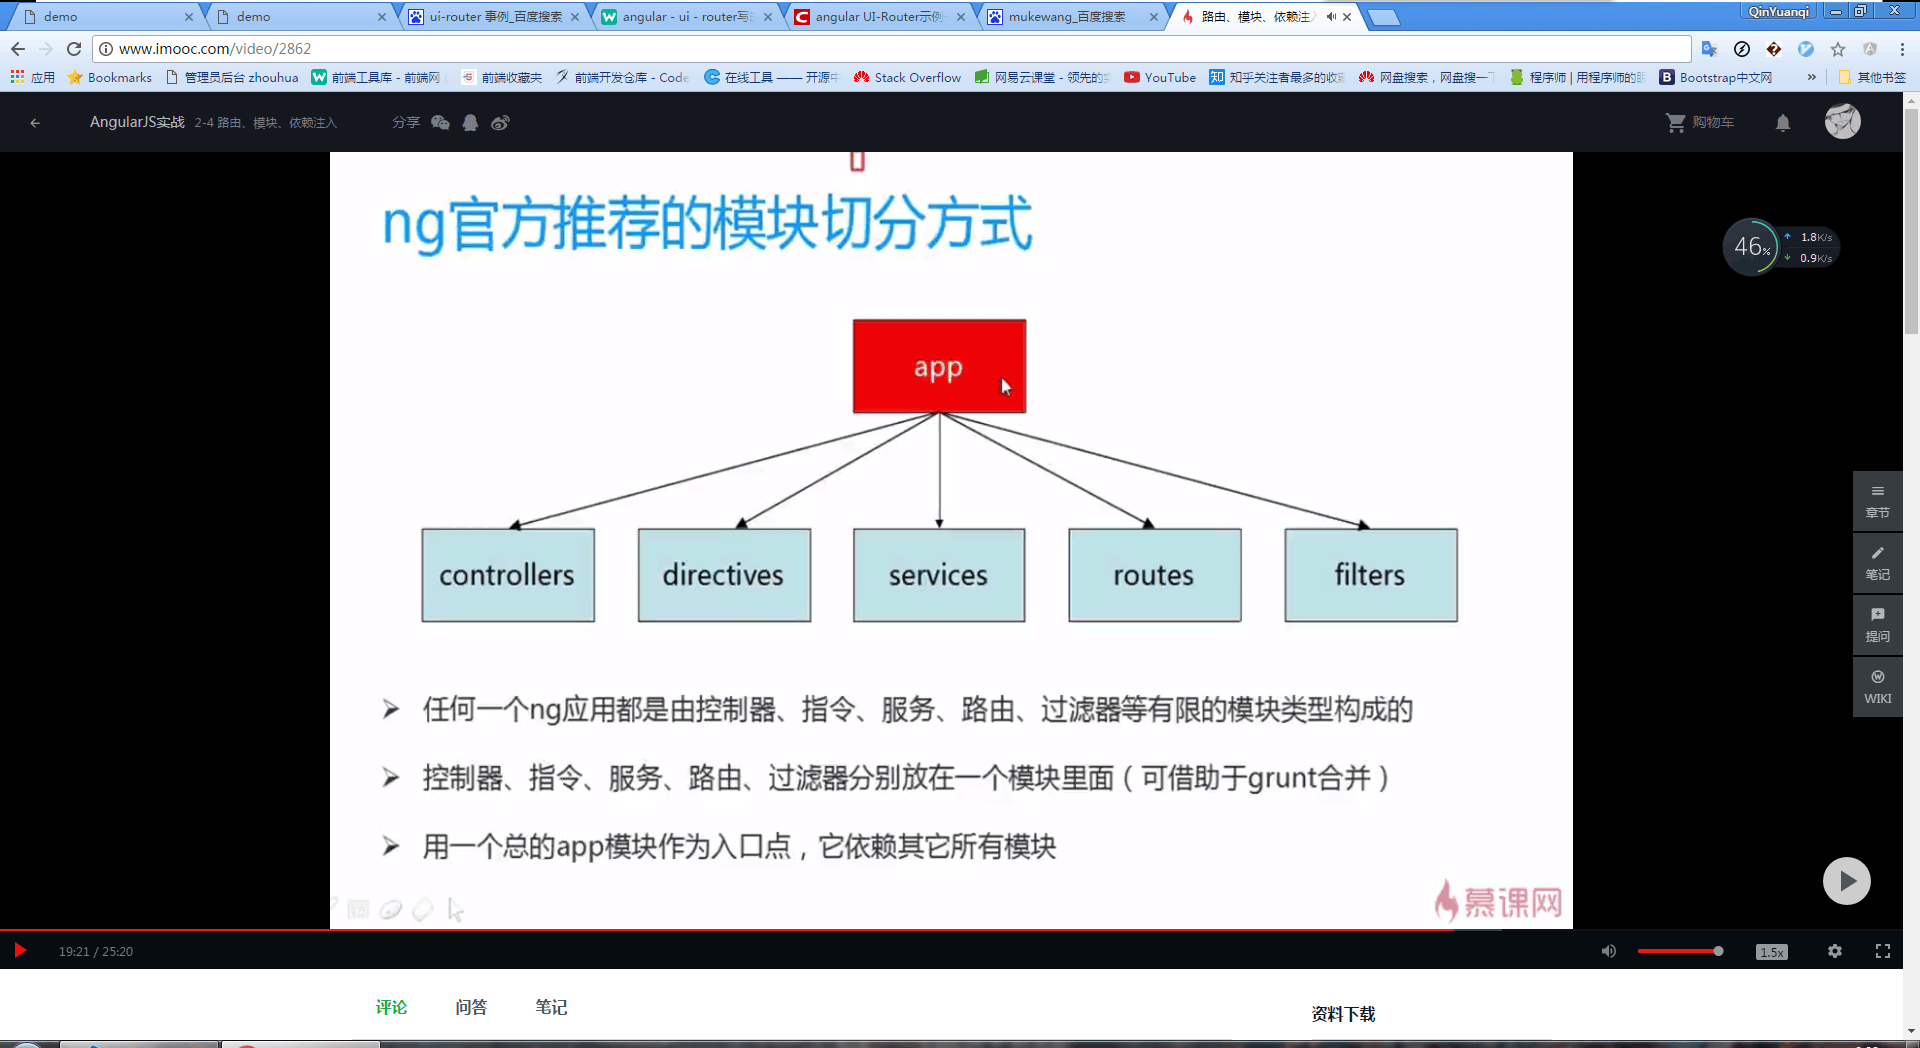 demo
demo
ui-router 事例_百度搜索
angular - ui - router写
angular UI-Router示例
mukewang_百度搜索
路由、模块、依赖注
QinYuanqi
www.imooc.com/video/2862
应用
Bookmarks
管理员后台 zhouhua
前端工具库 - 前端网
前端收藏夹
前端开发仓库 - Code
在线工具 —— 开源中
Stack Overflow
网易云课堂 - 领先的
YouTube
知乎关注者最多的收
网盘搜索，网盘搜一
程序师 | 用程序师的
Bootstrap中文网
»
其他书签
AngularJS实战
2-4 路由、模块、依赖注入
分享
购物车
ng官方推荐的模块切分方式
46%
1.8K/s
0.9K/s
app
controllers
directives
services
routes
filters
章节
笔记
提问
WIKI
任何一个ng应用都是由控制器、指令、服务、路由、过滤器等有限的模块类型构成的
控制器、指令、服务、路由、过滤器分别放在一个模块里面（可借助于grunt合并）
用一个总的app模块作为入口点，它依赖其它所有模块
慕课网
19:21 / 25:20
1.5x
评论
问答
笔记
资料下载